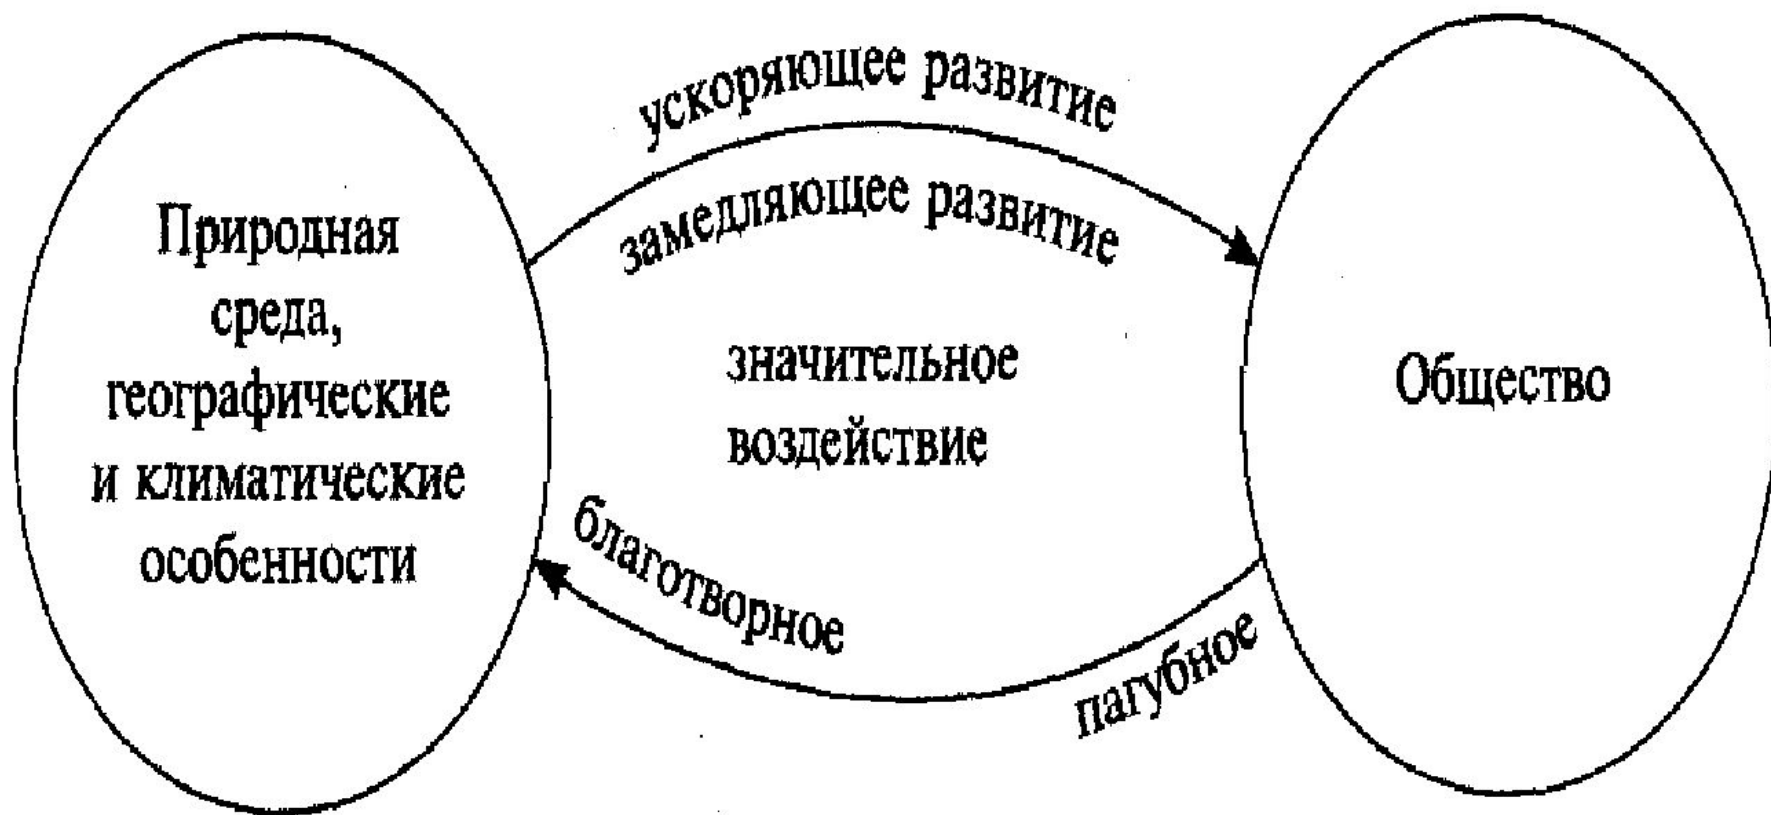 ускоряющее развитие
замедляющее развитие
Природная
среда,
географические
и климатические
особенности
значительное
воздействие
Общество
благотворное
пагубное